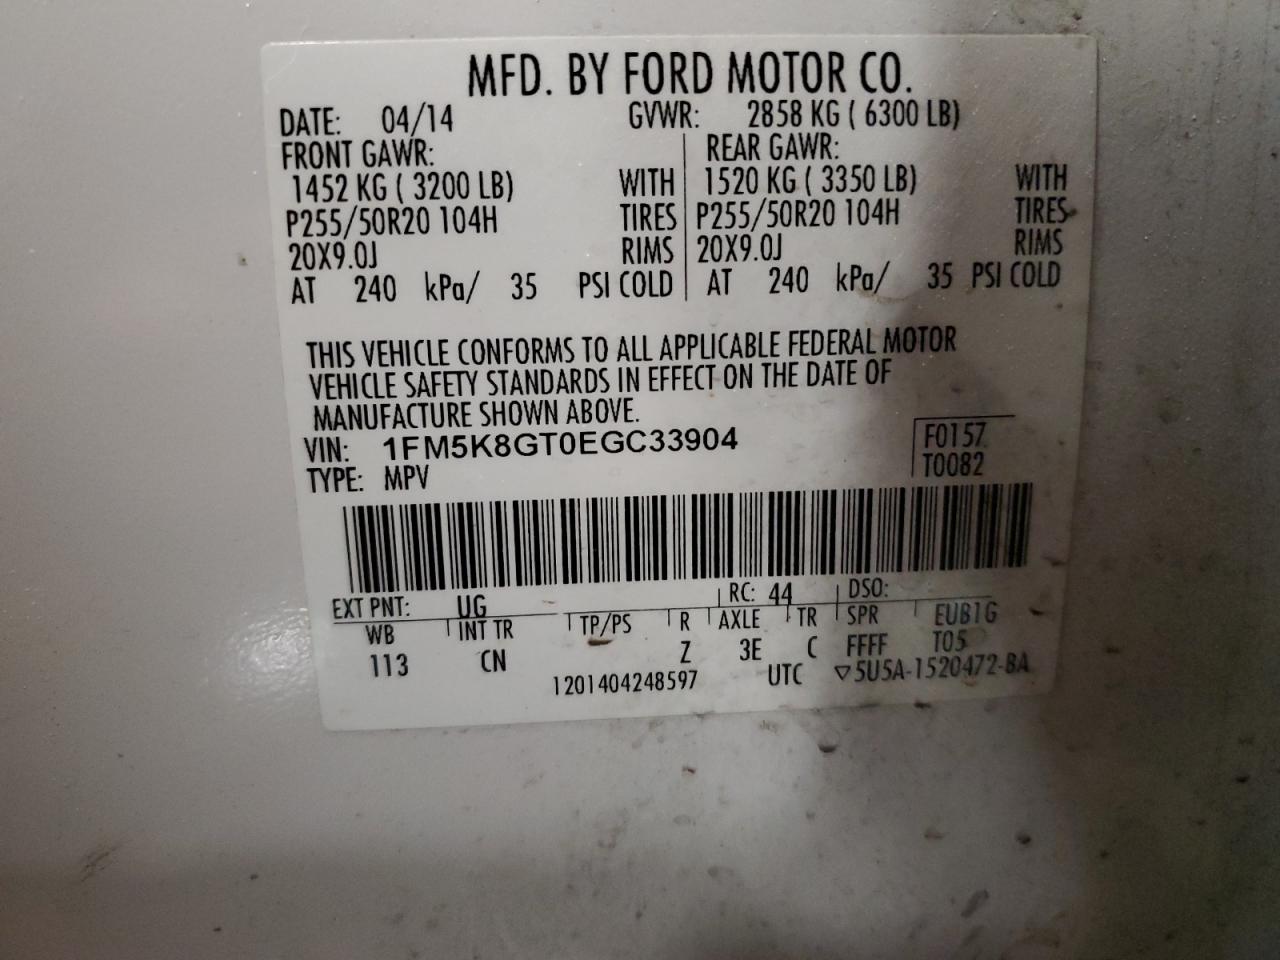 MFD. BY FORD MOTOR CO.
DATE: 04/14 GVWR: 2858 KG ( 6300 LB)
FRONT GAWR: REAR GAWR:
1452 KG ( 3200 LB) WITH 1520 KG ( 3350 LB) WITH
P255/50R20 104H TIRES P255/50R20 104H TIRES
20X9.0J RIMS 20X9.0J RIMS
AT 240 kPa/ 35 PSI COLD AT 240 kPa/ 35 PSI COLD
THIS VEHICLE CONFORMS TO ALL APPLICABLE FEDERAL MOTOR
VEHICLE SAFETY STANDARDS IN EFFECT ON THE DATE OF
MANUFACTURE SHOWN ABOVE.
VIN: 1FM5K8GT0EGC33904 F0157
TYPE: MPV T0082
EXT PNT: UG RC: 44 DSO:
WB INT TR TP/PS R AXLE TR SPR EUB1G
113 CN Z 3E C FFFF T05
1201404248597 UTC ▽5U5A-1520472-BA